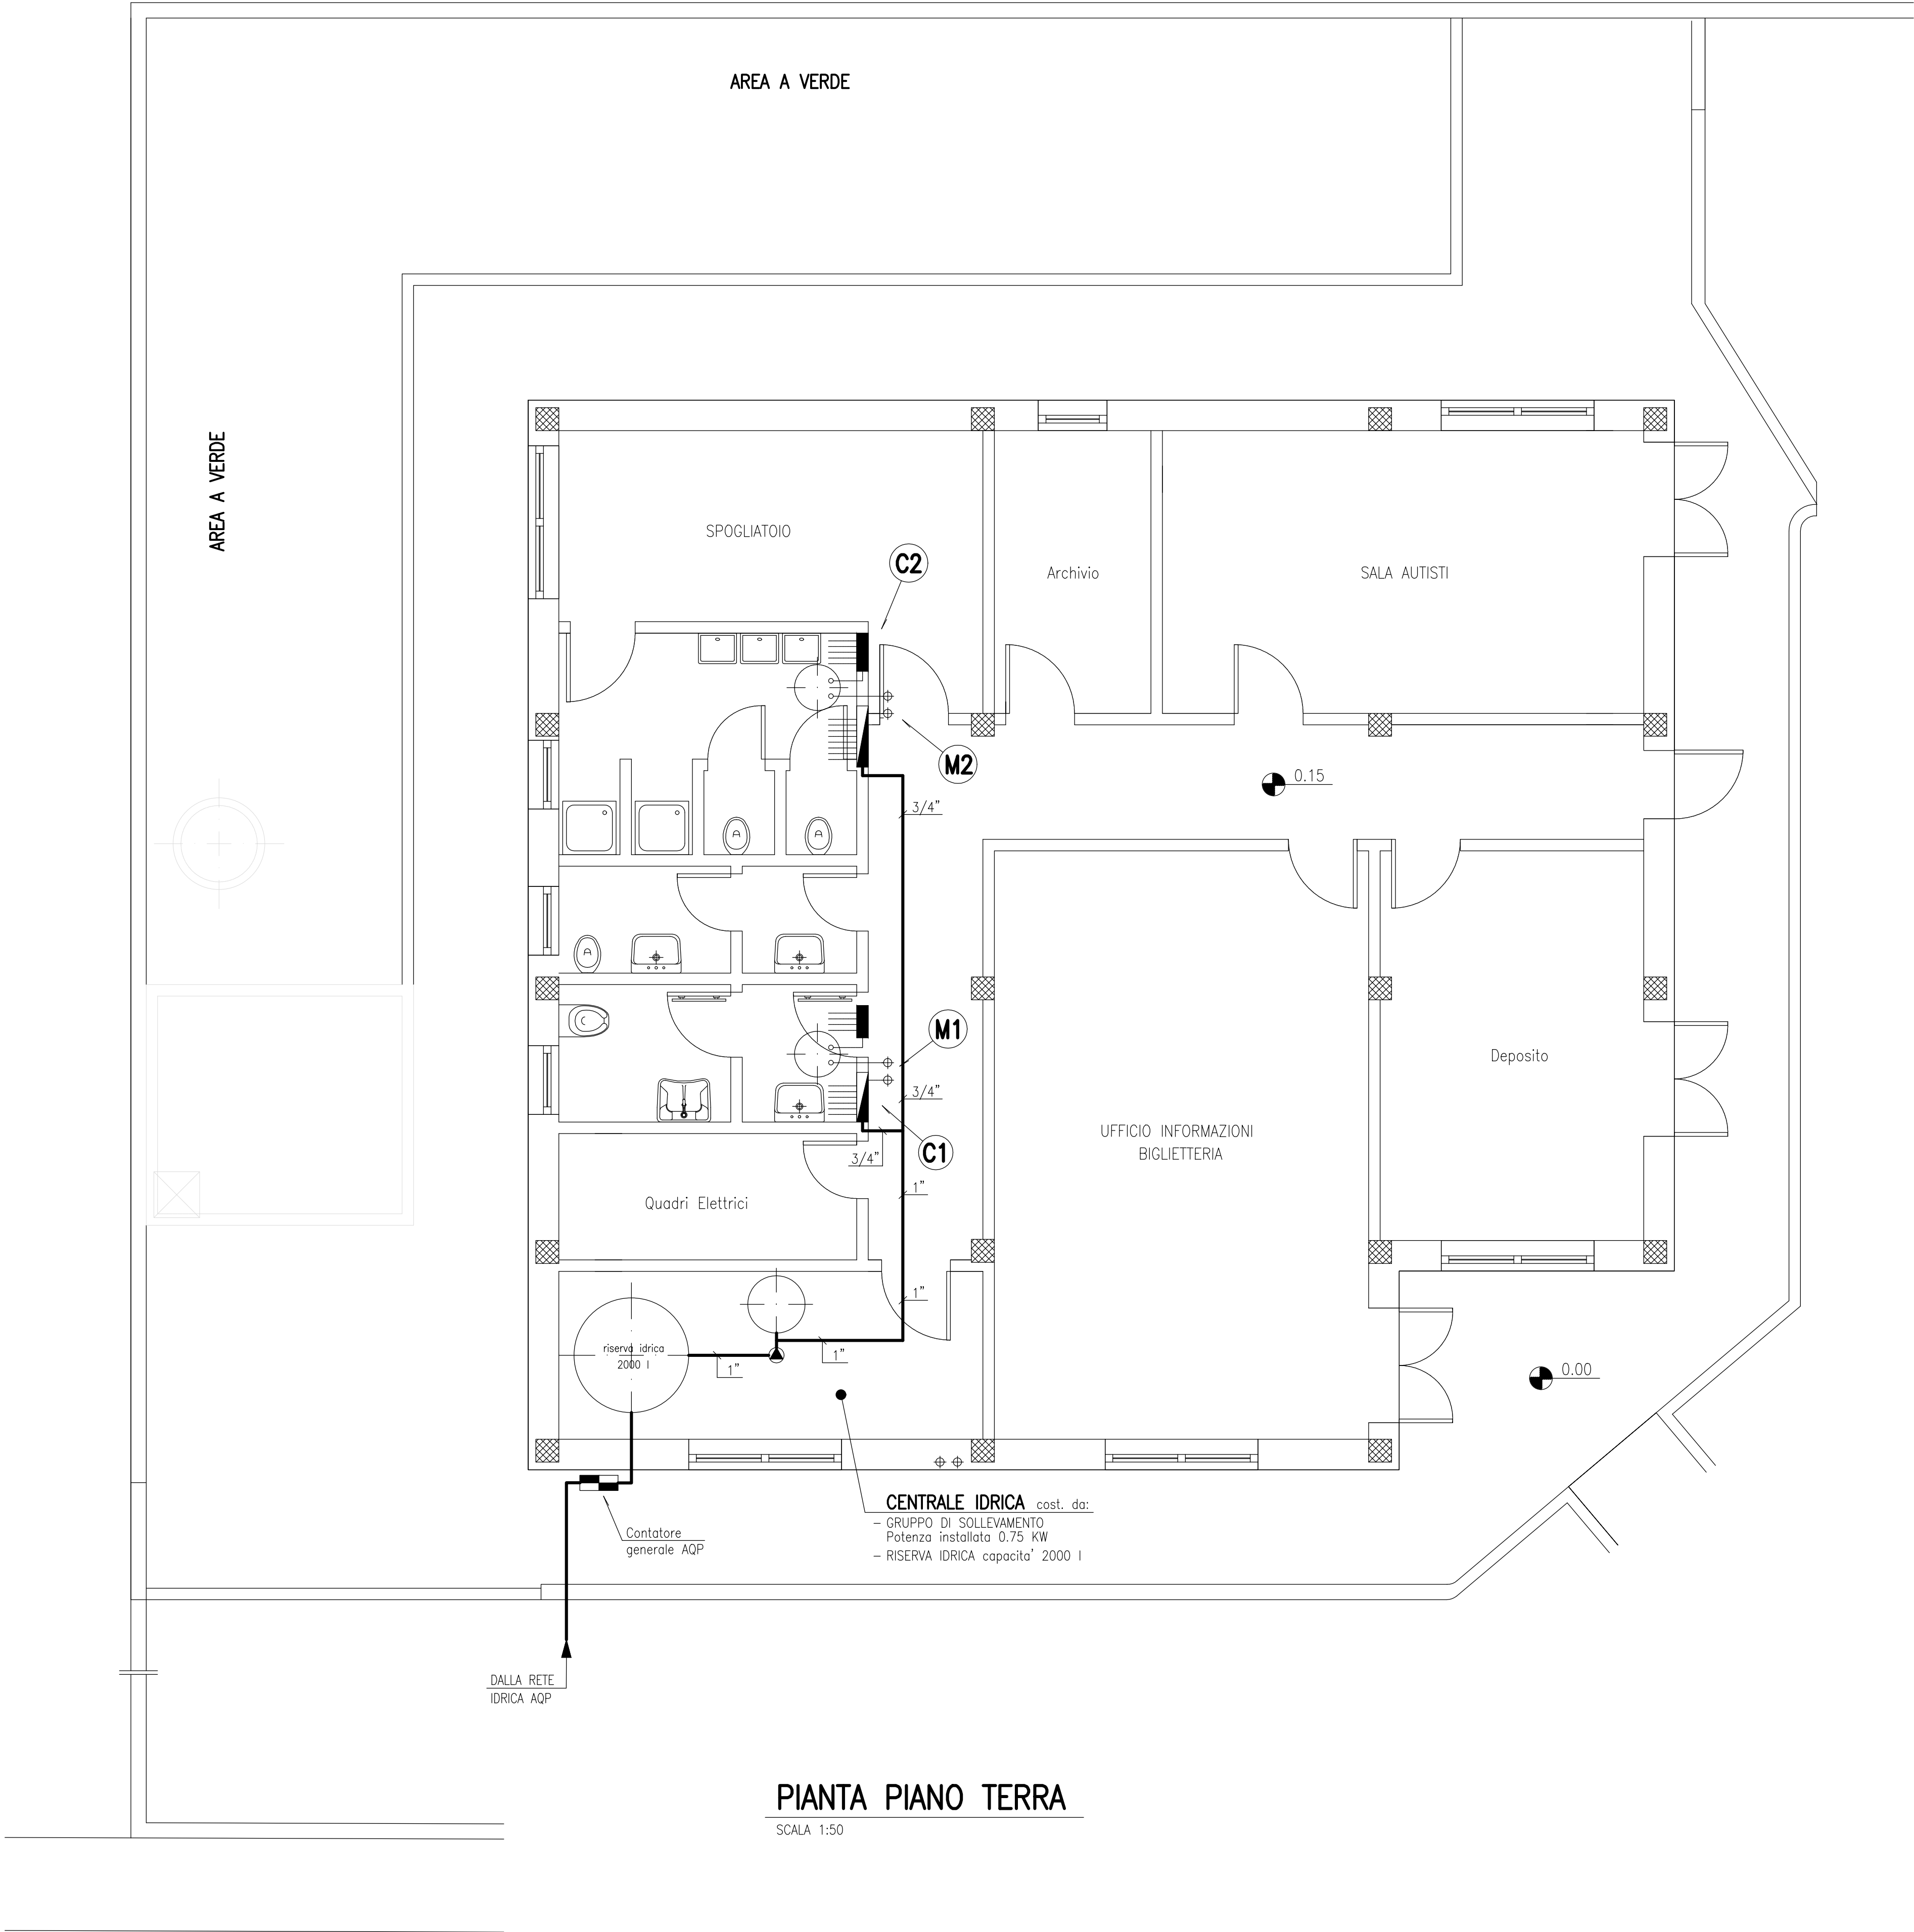 AREA A VERDE
AREA A VERDE
SPOGLIATOIO
C2
Archivio
SALA AUTISTI
M2
0.15
3/4"
M1
3/4"
Deposito
UFFICIO INFORMAZIONI
BIGLIETTERIA
C1
3/4"
1"
Quadri Elettrici
1"
riserva idrica
2000 l
1"
1"
0.00
CENTRALE IDRICA cost. da:
- GRUPPO DI SOLLEVAMENTO
Potenza installata 0.75 KW
- RISERVA IDRICA capacita' 2000 l
Contatore
generale AQP
DALLA RETE
IDRICA AQP
PIANTA PIANO TERRA
SCALA 1:50